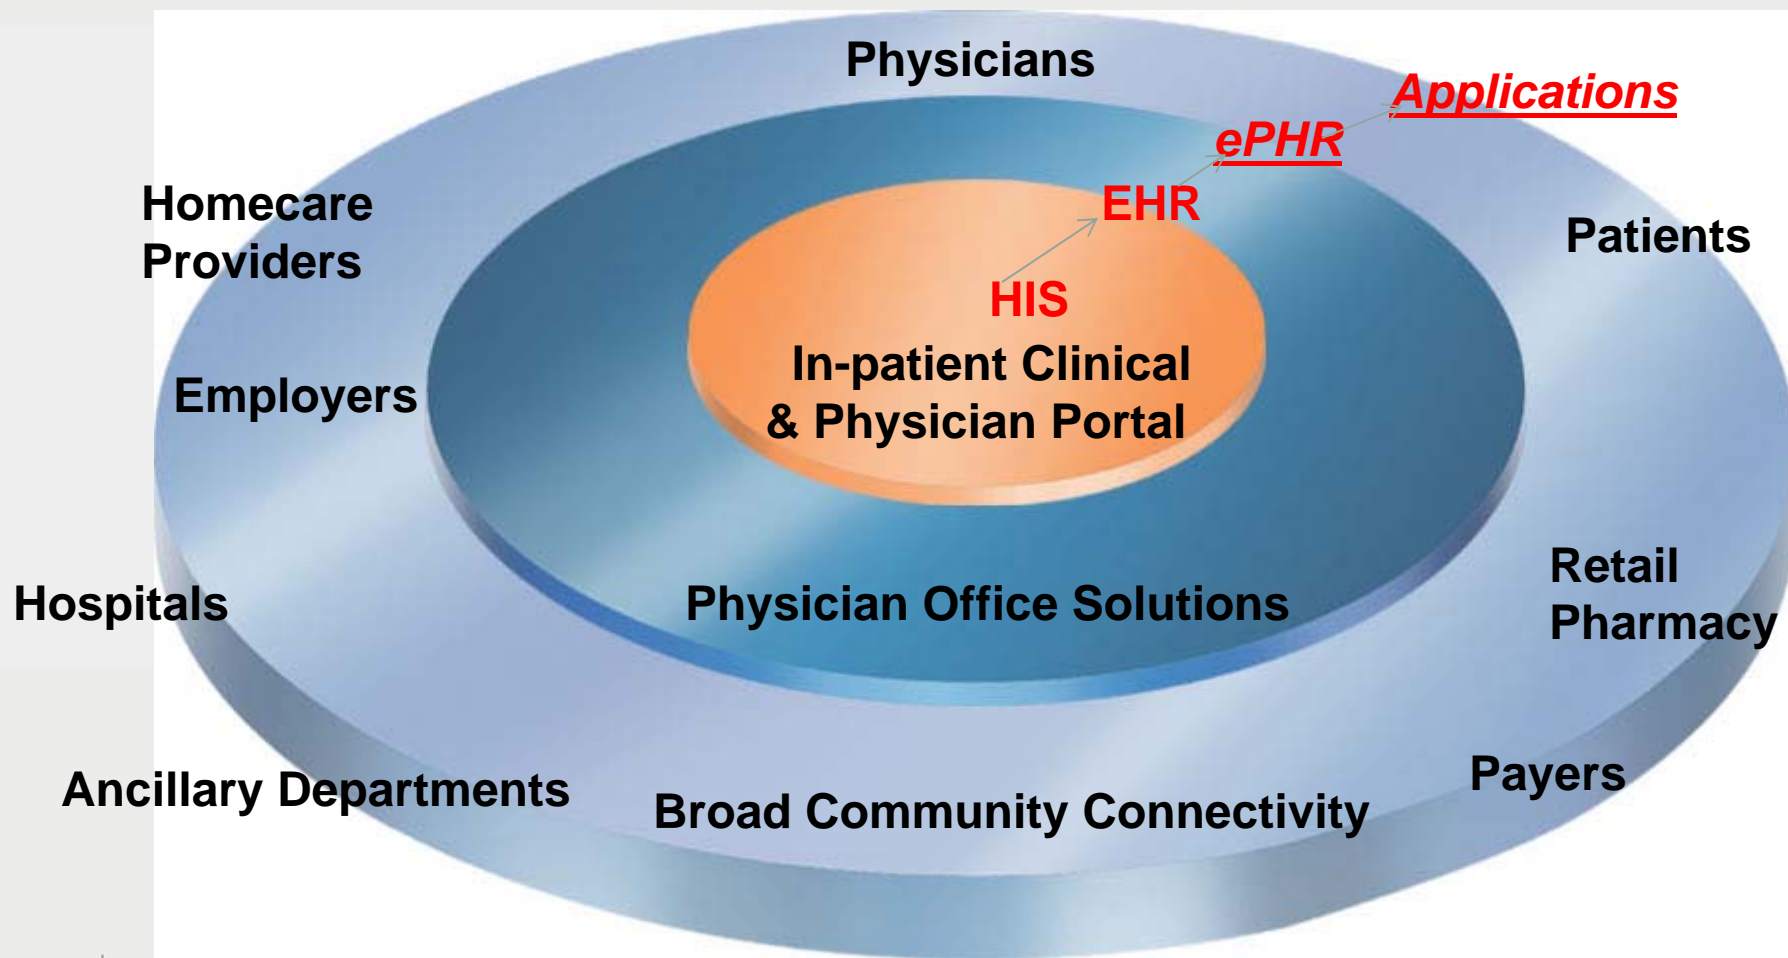 Physicians
Applications
ePHR
Homecare
Providers
EHR
Patients
HIS
In-patient Clinical
& Physician Portal
Employers
Retail
Pharmacy
Hospitals
Physician Office Solutions
Ancillary Departments
Broad Community Connectivity
Payers